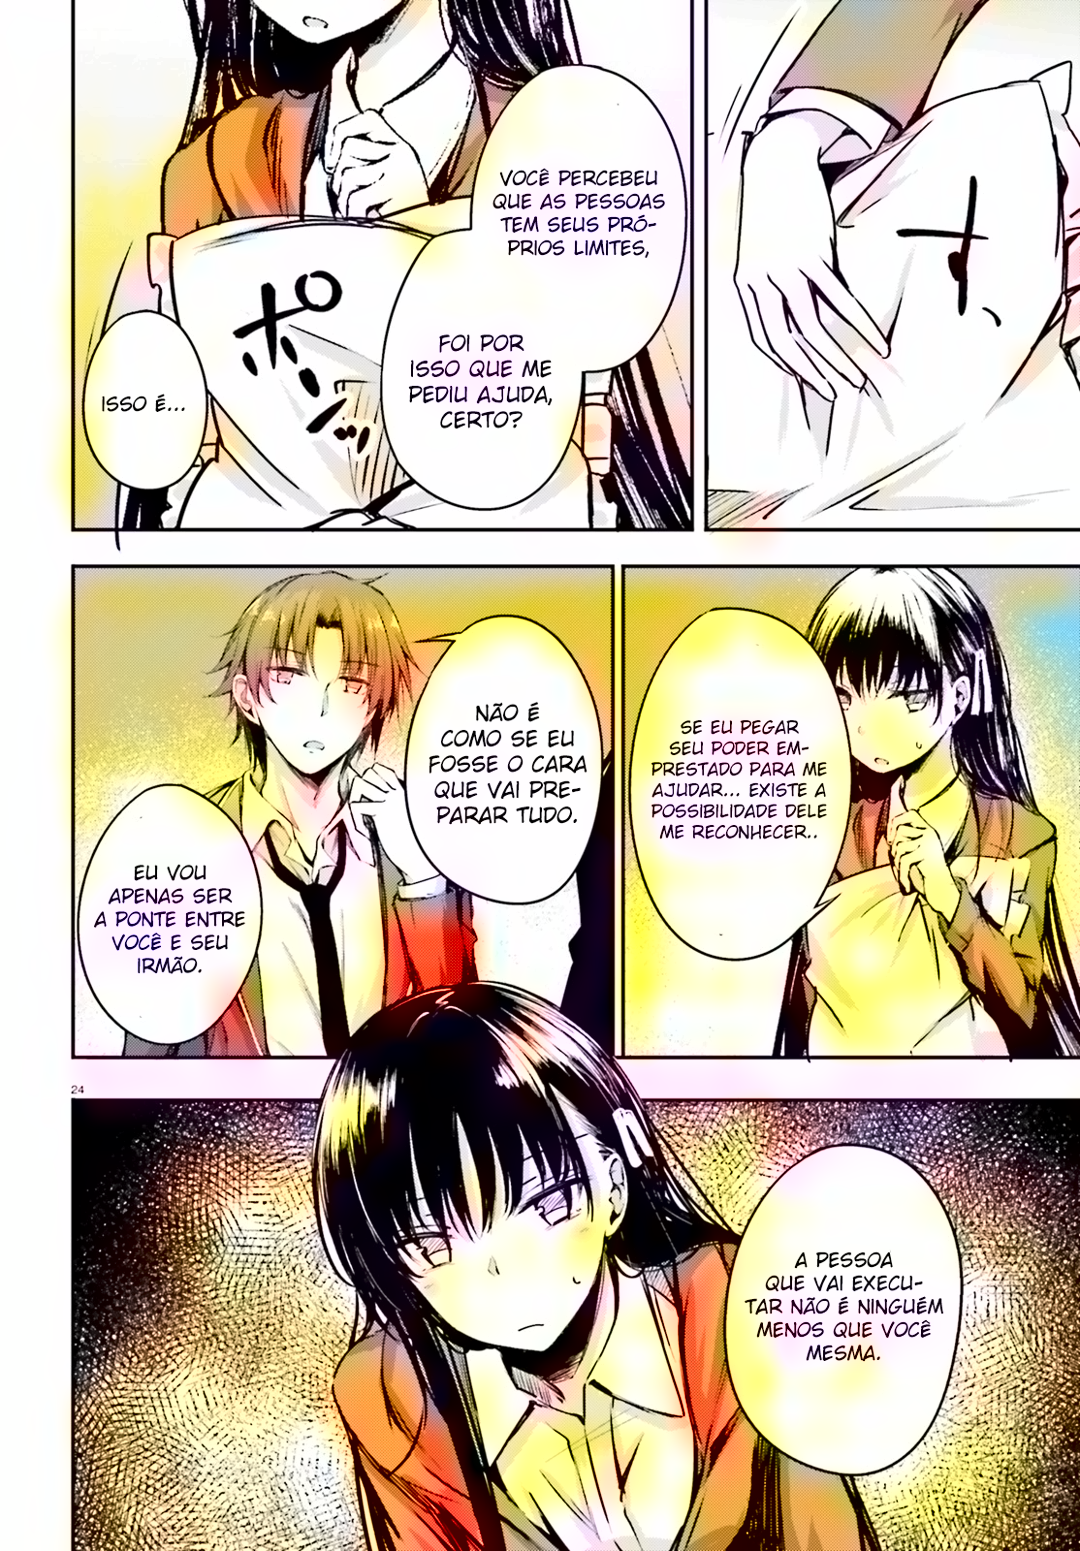 VOCÊ PERCEBEU
QUE AS PESSOAS
TEM SEUS PRÓ-
PRIOS LIMITES,
FOI POR
ISSO QUE ME
PEDIU AJUDA,
CERTO?
ISSO É...
SE EU PEGAR
SEU PODER EM-
PRESTADO PARA ME
AJUDAR... EXISTE A
POSSIBILIDADE DELE
ME RECONHECER..
NÃO É
COMO SE EU
FOSSE O CARA
QUE VAI PRE-
PARAR TUDO.
EU VOU
APENAS SER
A PONTE ENTRE
VOCÊ E SEU
IRMÃO.
24
A PESSOA
QUE VAI EXECU-
TAR NÃO É NINGUÉM
MENOS QUE VOCÊ
MESMA.